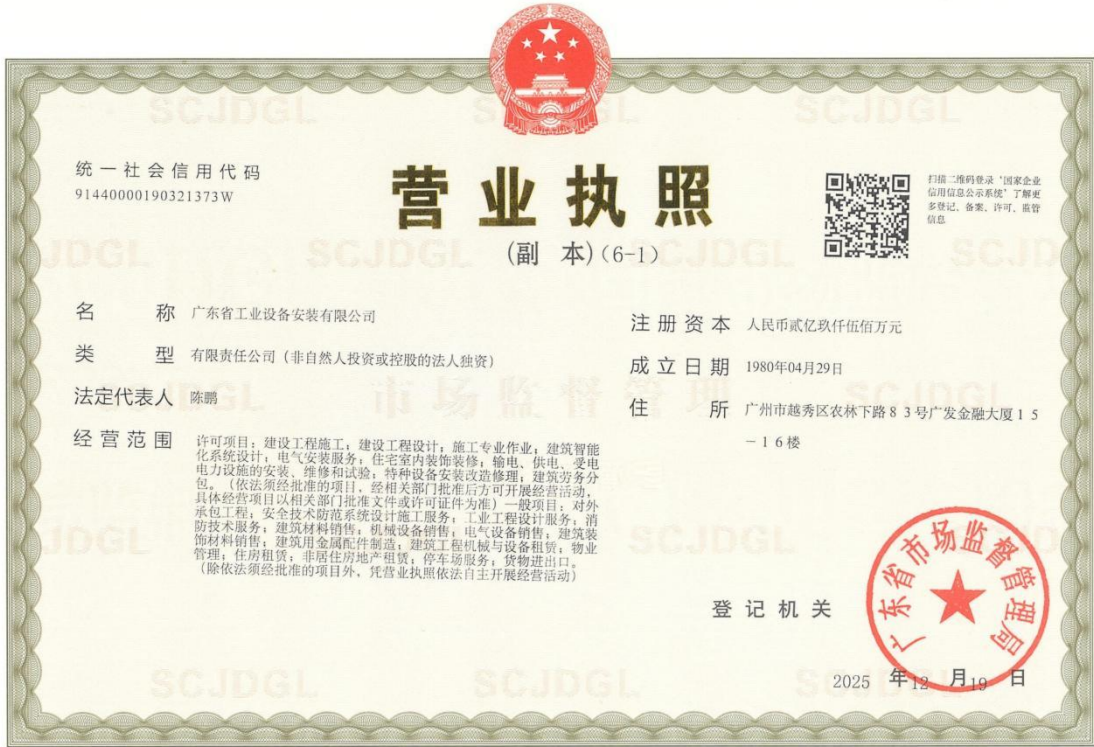 统一社会信用代码
91440000190321373W
营业执照
(副 本)(6-1)
扫描二维码登录‘国家企业
信用信息公示系统’了解更
多登记、备案、许可、监管
信息
名 称 广东省工业设备安装有限公司
类 型 有限责任公司(非自然人投资或控股的法人独资)
法定代表人 陈鹏
经营范围 许可项目:建设工程施工;建设工程设计;施工专业作业;建筑智能
化系统设计;电气安装服务;住宅室内装饰装修;输电、供电、受电
电力设施的安装、维修和试验;特种设备安装改造修理;建筑劳务分
包。(依法须经批准的项目,经相关部门批准后方可开展经营活动,
具体经营项目以相关部门批准文件或许可证件为准)一般项目:对外
承包工程;安全技术防范系统设计施工服务;工业工程设计服务;消
防技术服务;建筑材料销售;机械设备销售;电气设备销售;建筑装
饰材料销售;建筑用金属配件制造;建筑工程机械与设备租赁;物业
管理;住房租赁;非居住房地产租赁;停车场服务;货物进出口。
(除依法须经批准的项目外,凭营业执照依法自主开展经营活动)
注册资本 人民币贰亿玖仟伍佰万元
成立日期 1980年04月29日
住 所 广州市越秀区农林下路83号广发金融大厦15
-16楼
登记机关
广东省市场监督管理局
2025 年12 月19 日
SCJDGL
市场监督管理